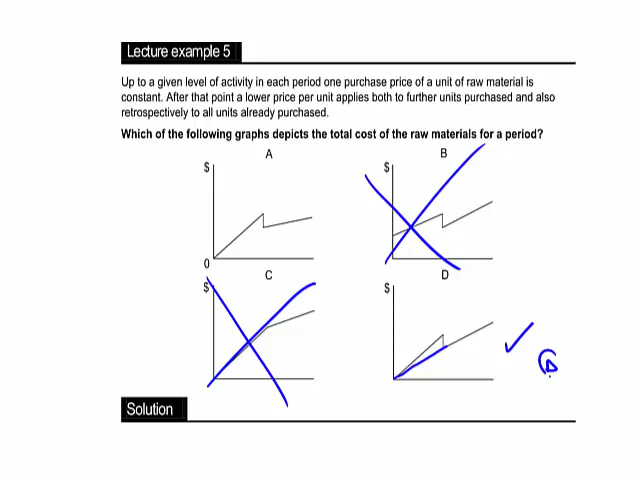 Lecture example 5
Up to a given level of activity in each period one purchase price of a unit of raw material is
constant. After that point a lower price per unit applies both to further units purchased and also
retrospectively to all units already purchased.
Which of the following graphs depicts the total cost of the raw materials for a period?
A
B
$
$
0
C
D
$
$
Solution